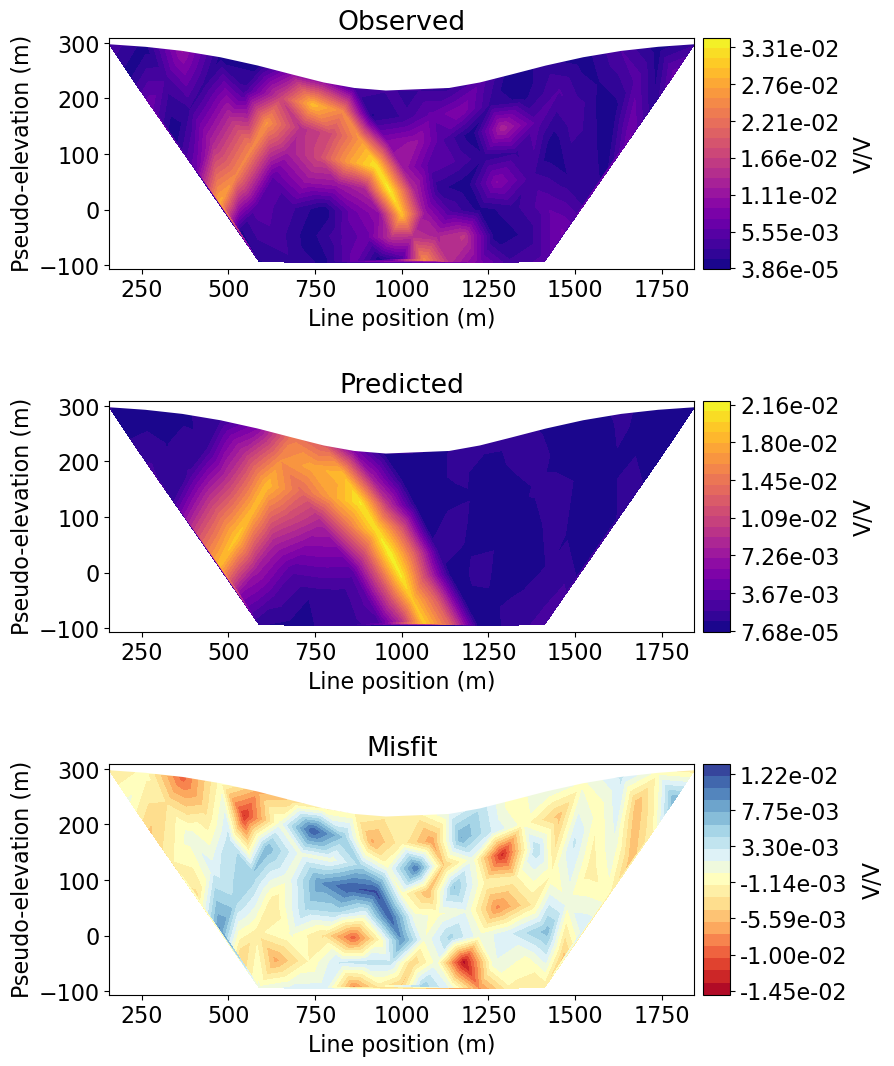 Observed
300
200
100
0
−100
Pseudo-elevation (m)
250 500 750 1000 1250 1500 1750
Line position (m)
3.31e-02
2.76e-02
2.21e-02
1.66e-02
1.11e-02
5.55e-03
3.86e-05
V/V
Predicted
300
200
100
0
−100
Pseudo-elevation (m)
250 500 750 1000 1250 1500 1750
Line position (m)
2.16e-02
1.80e-02
1.45e-02
1.09e-02
7.26e-03
3.67e-03
7.68e-05
V/V
Misfit
300
200
100
0
−100
Pseudo-elevation (m)
250 500 750 1000 1250 1500 1750
Line position (m)
1.22e-02
7.75e-03
3.30e-03
-1.14e-03
-5.59e-03
-1.00e-02
-1.45e-02
V/V